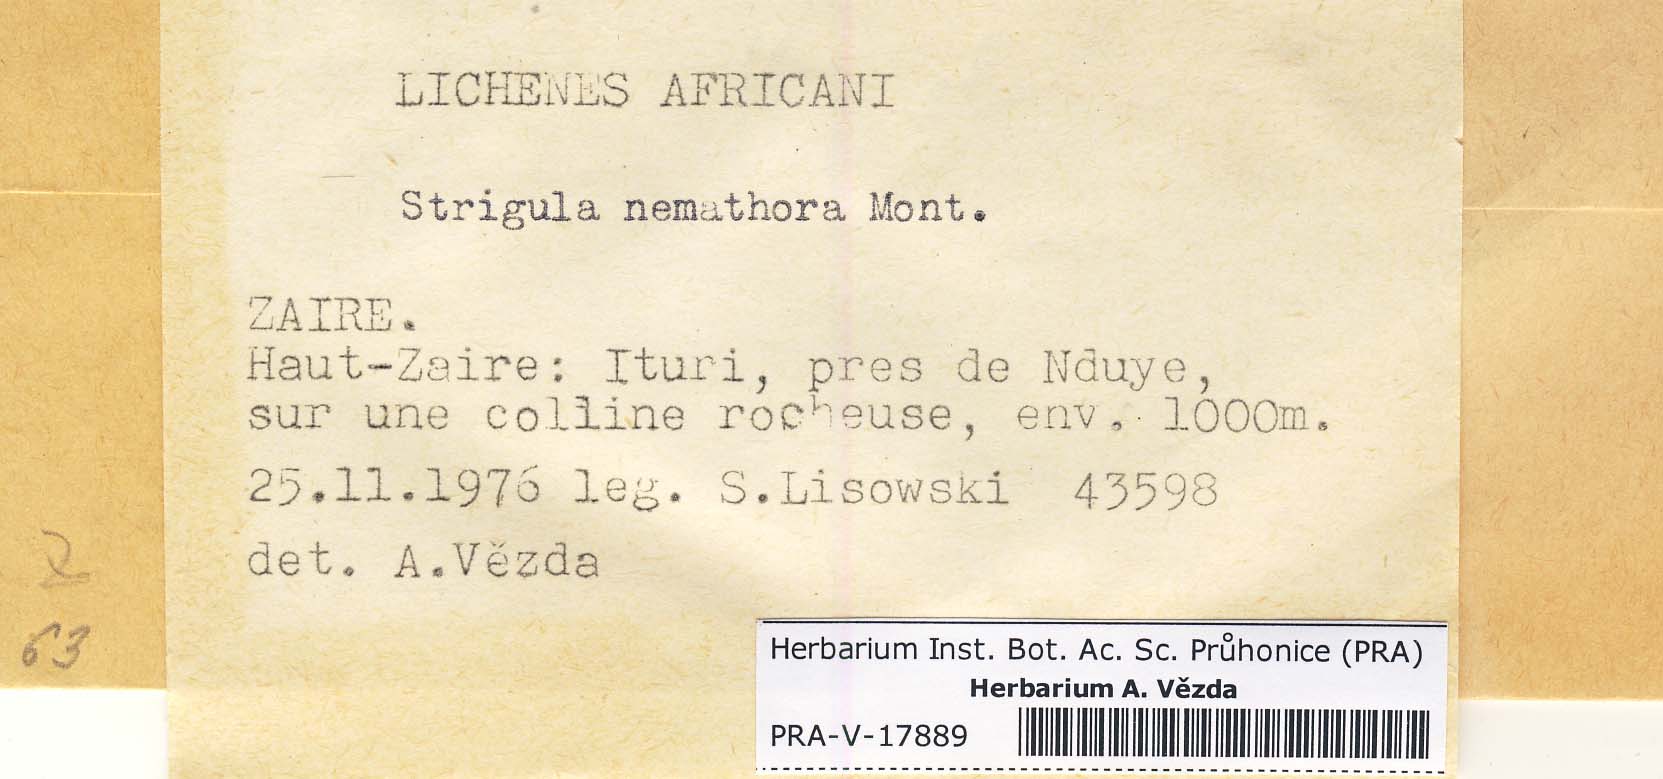 LICHENES AFRICANI
Strigula nemathora Mont.
ZAIRE.
Haut-Zaire: Ituri, pres de Nduye,
sur une colline rocheuse, env. 1000m.
25.11.1976 leg. S.Lisowski 43598
det. A.Vězda
2
63
Herbarium Inst. Bot. Ac. Sc. Průhonice (PRA)
Herbarium A. Vězda
PRA-V-17889